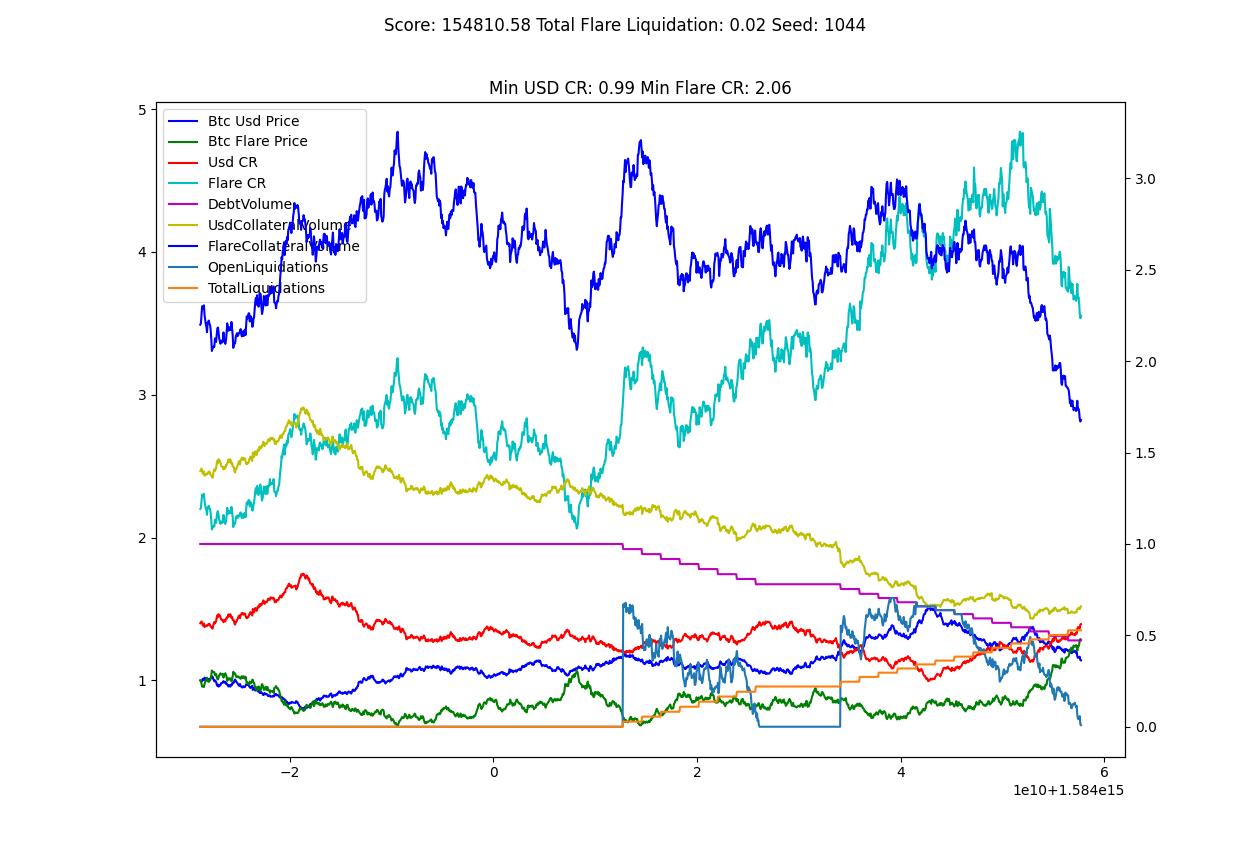 Score: 154810.58 Total Flare Liquidation: 0.02 Seed: 1044
Min USD CR: 0.99 Min Flare CR: 2.06
5
4
3
2
1
Btc Usd Price
Btc Flare Price
Usd CR
Flare CR
DebtVolume
UsdCollateralVolume
FlareCollateralVolume
OpenLiquidations
TotalLiquidations
3.0
2.5
2.0
1.5
1.0
0.5
0.0
−2 0 2 4 6
1e10+1.584e15